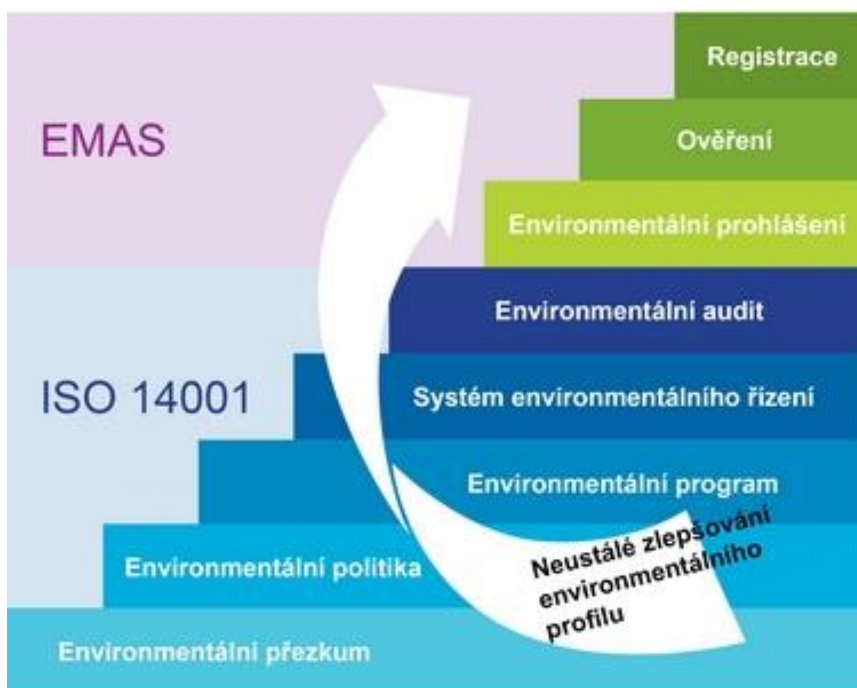 Registrace
EMAS
Ověření
Environmentální prohlášení
Environmentální audit
ISO 14001
Systém environmentálního řízení
Environmentální program
Neustálé zlepšování
environmentálního
profilu
Environmentální politika
Environmentální přezkum